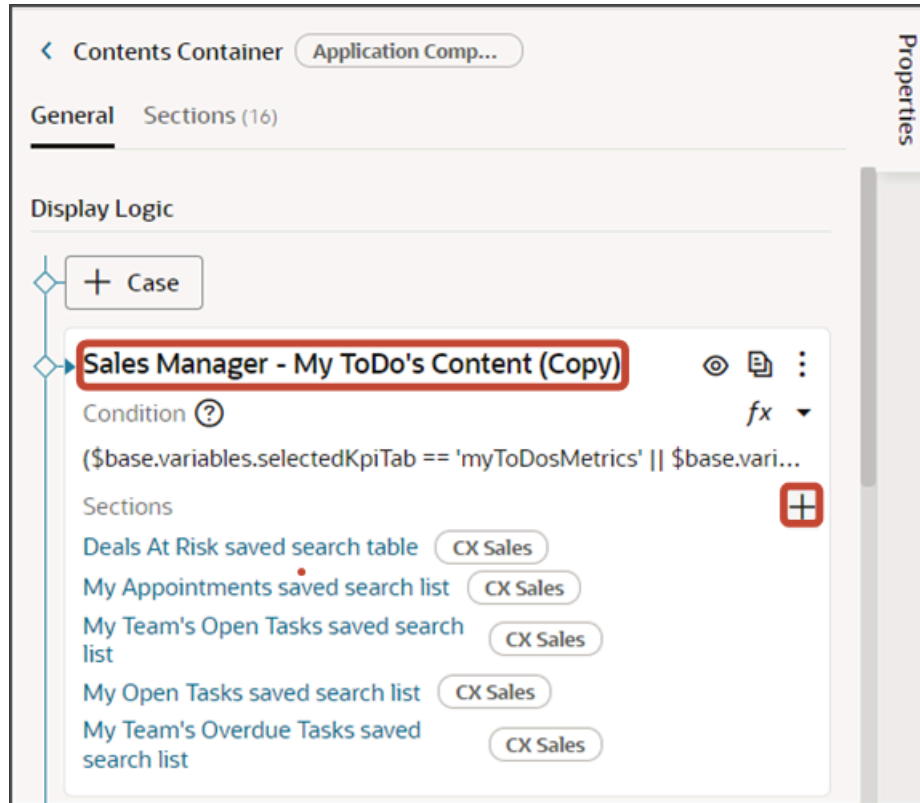 Contents Container Application Comp...
Properties
General Sections (16)
Display Logic
+ Case
Sales Manager - My ToDo's Content (Copy)
Condition ? fx
($base.variables.selectedKpiTab == 'myToDosMetrics' || $base.vari...
Sections +
Deals At Risk saved search table CX Sales
My Appointments saved search list CX Sales
My Team's Open Tasks saved search
list CX Sales
My Open Tasks saved search list CX Sales
My Team's Overdue Tasks saved
search list CX Sales